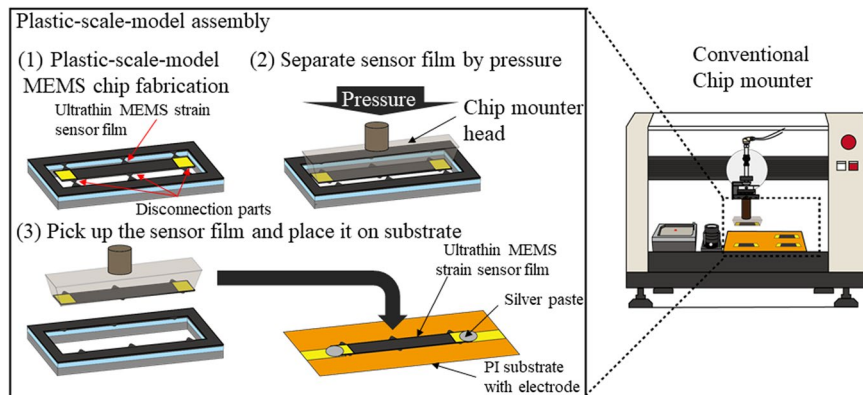 Plastic-scale-model assembly
(1) Plastic-scale-model
MEMS chip fabrication
Ultrathin MEMS strain
sensor film
Disconnection parts
(2) Separate sensor film by pressure
Pressure
Chip mounter
head
(3) Pick up the sensor film and place it on substrate
Ultrathin MEMS
strain sensor film
Silver paste
PI substrate
with electrode
Conventional
Chip mounter